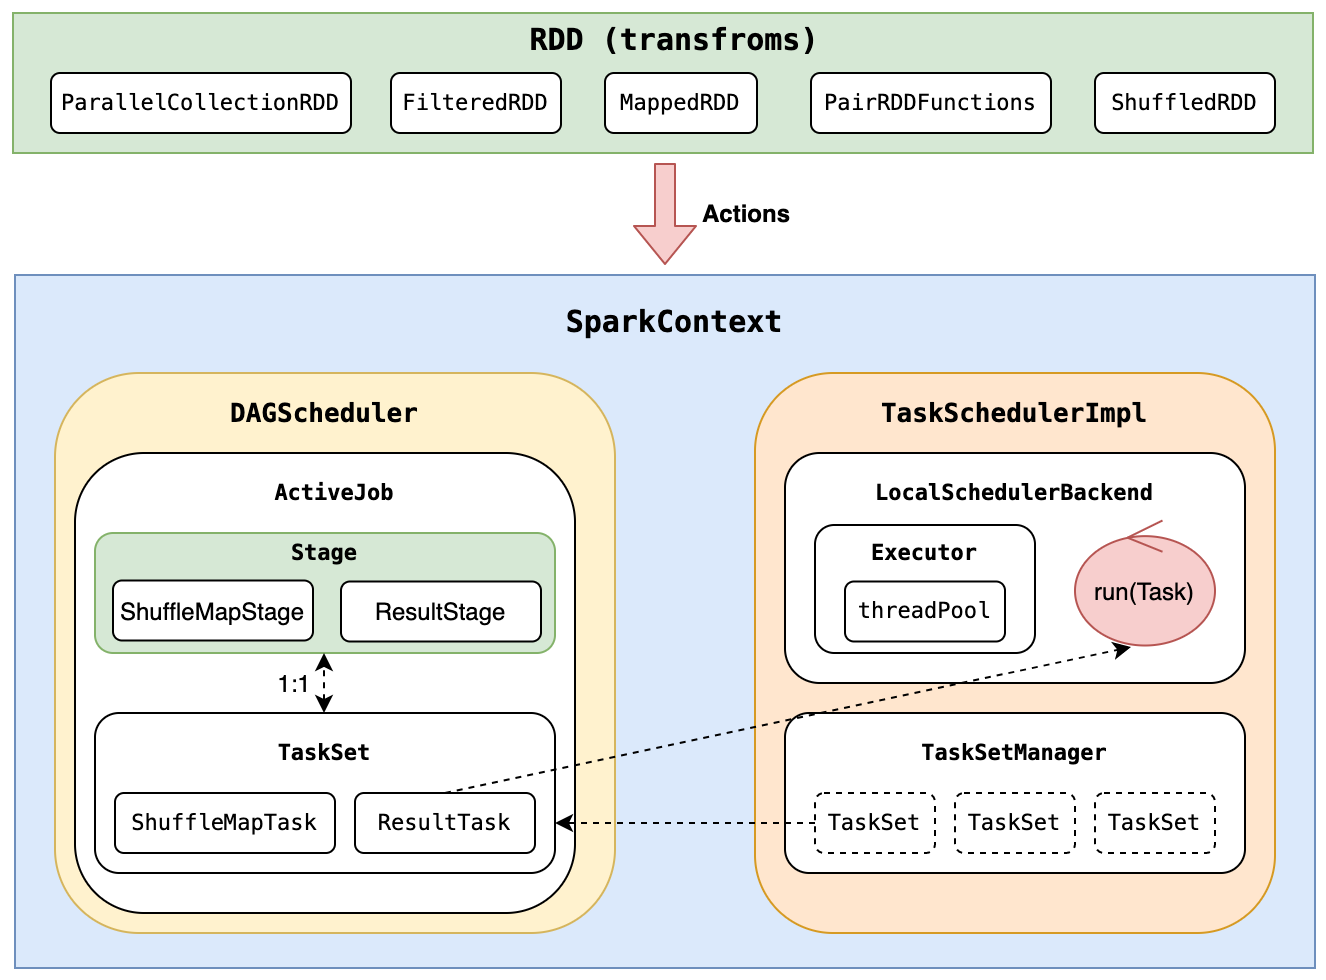 RDD (transfroms)
ParallelCollectionRDD
FilteredRDD
MappedRDD
PairRDDFunctions
ShuffledRDD
Actions
SparkContext
DAGScheduler
ActiveJob
Stage
ShuffleMapStage
ResultStage
1:1
TaskSet
ShuffleMapTask
ResultTask
TaskSchedulerImpl
LocalSchedulerBackend
Executor
threadPool
run(Task)
TaskSetManager
TaskSet
TaskSet
TaskSet